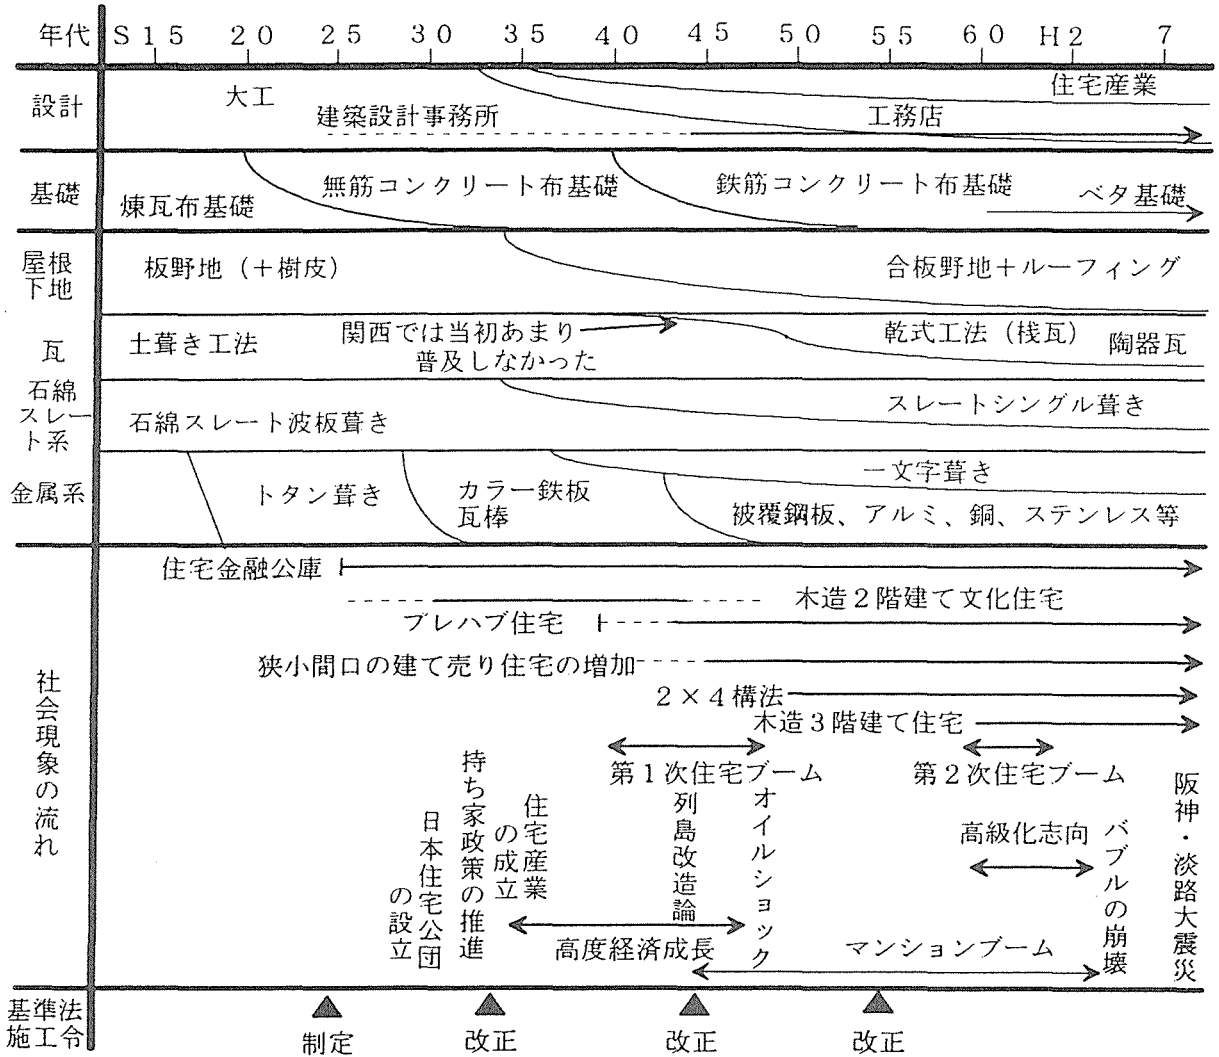 年代 S15 20 25 30 35 40 45 50 55 60 H2 7
設計
大工
建築設計事務所
工務店
住宅産業
基礎
煉瓦布基礎
無筋コンクリート布基礎
鉄筋コンクリート布基礎
ベタ基礎
屋根
下地
板野地（＋樹皮）
合板野地＋ルーフィング
瓦
土葺き工法
関西では当初あまり
普及しなかった
乾式工法（桟瓦）
陶器瓦
石綿
スレー
ト系
石綿スレート波板葺き
スレートシングル葺き
金属系
トタン葺き
カラー鉄板
瓦棒
一文字葺き
被覆鋼板、アルミ、銅、ステンレス等
社会現象の流れ
住宅金融公庫
木造2階建て文化住宅
プレハブ住宅
狭小間口の建て売り住宅の増加
2×4構法
木造3階建て住宅
第1次住宅ブーム
第2次住宅ブーム
日本住宅公団
の設立
持ち家政策の推進
住宅産業
の成立
列島改造論
オイルショック
高級化志向
バブルの崩壊
阪神・淡路大震災
高度経済成長
マンションブーム
基準法
施工令
制定
改正
改正
改正